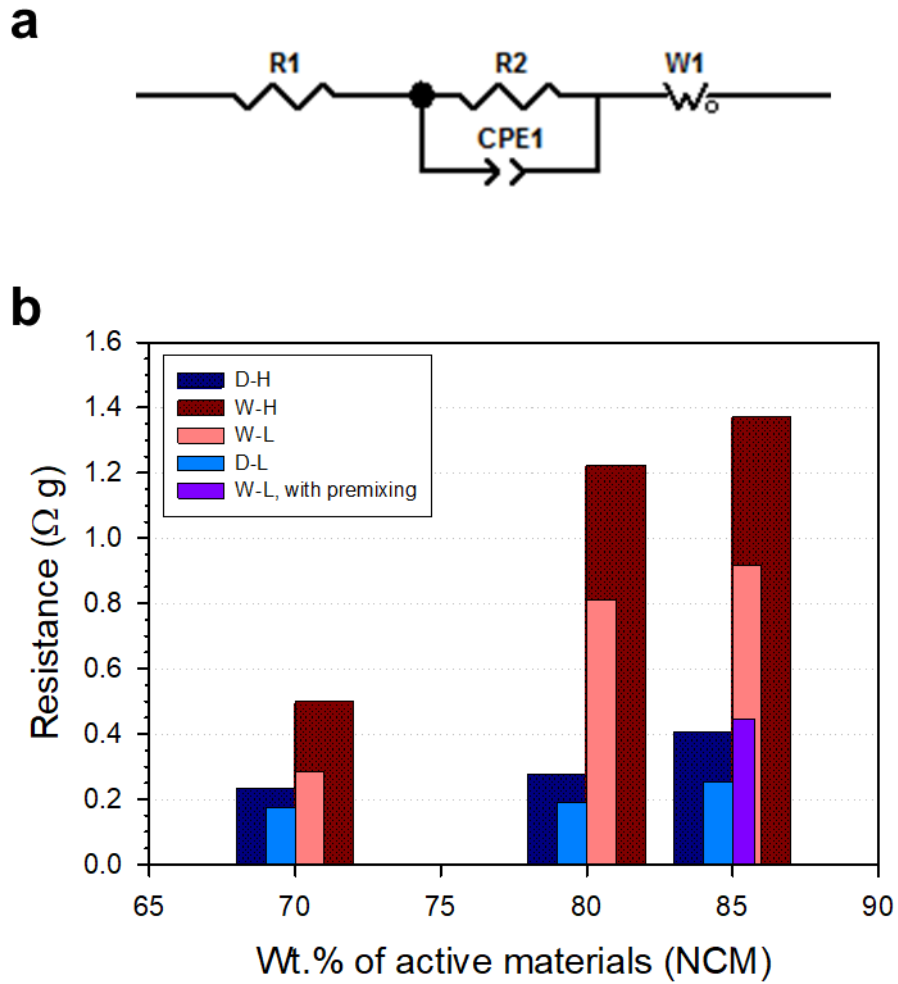 a
R1
R2
W1
CPE1
b
1.6
1.4
1.2
1.0
0.8
0.6
0.4
0.2
0.0
Resistance (Ω g)
D-H
W-H
W-L
D-L
W-L, with premixing
65 70 75 80 85 90
Wt.% of active materials (NCM)